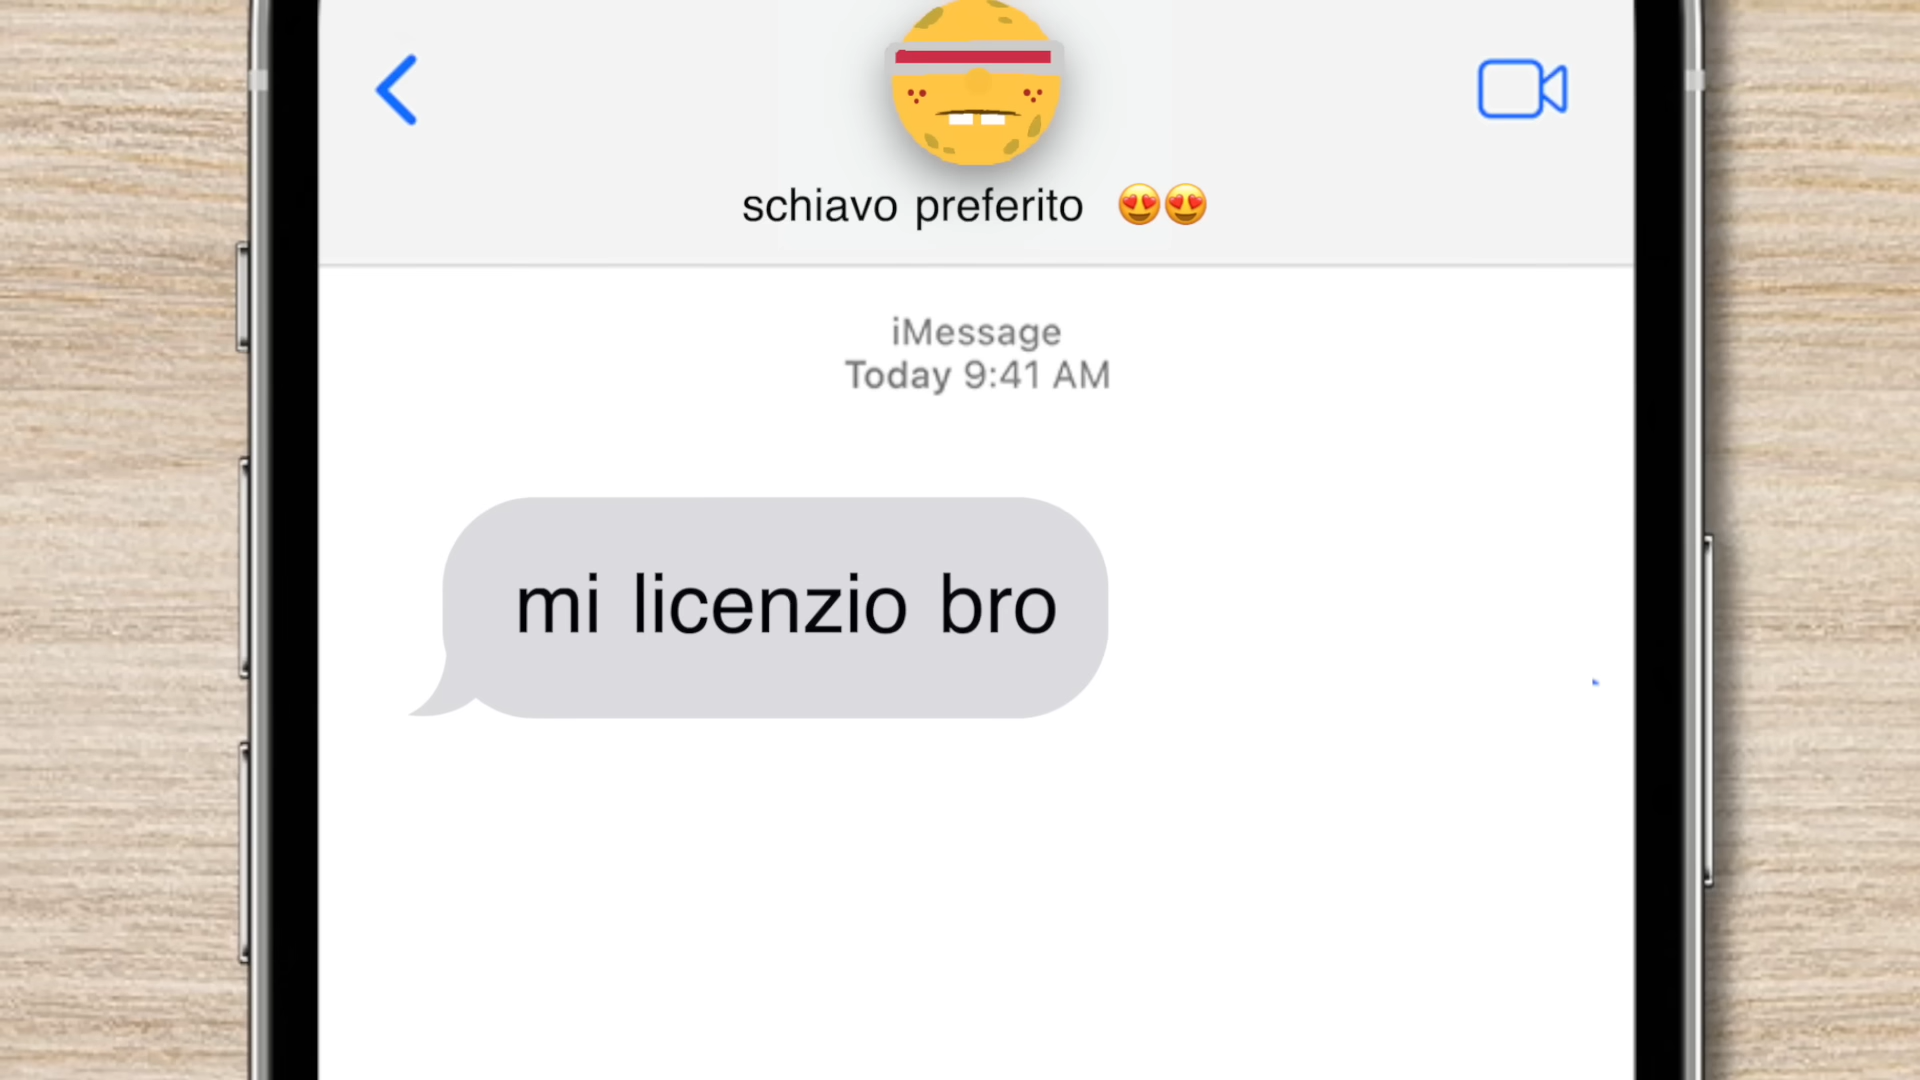 schiavo preferito 😍😍
iMessage
Today 9:41 AM
mi licenzio bro